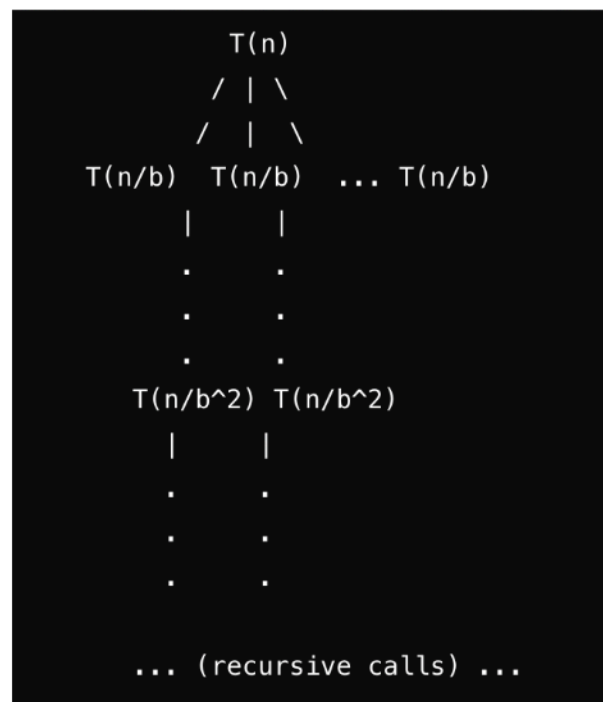 T(n)
/ | \
/ | \
T(n/b) T(n/b) ... T(n/b)
| |
. .
. .
. .
T(n/b^2) T(n/b^2)
| |
. .
. .
. .
... (recursive calls) ...